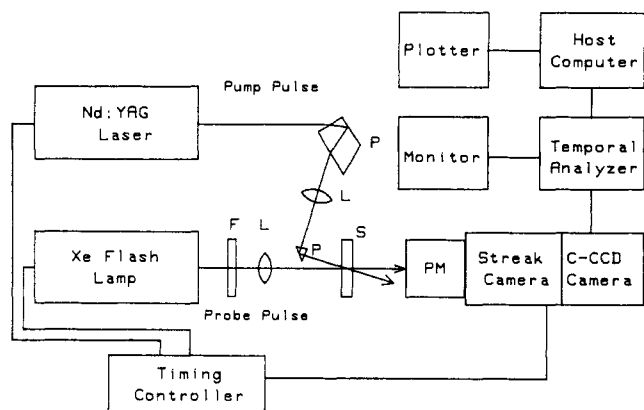 Plotter
Host
Computer
Pump Pulse
Nd:YAG
Laser
P
Monitor
Temporal
Analyzer
L
F
L
P
S
Xe Flash
Lamp
PM
Streak
Camera
C-CCD
Camera
Probe Pulse
Timing
Controller